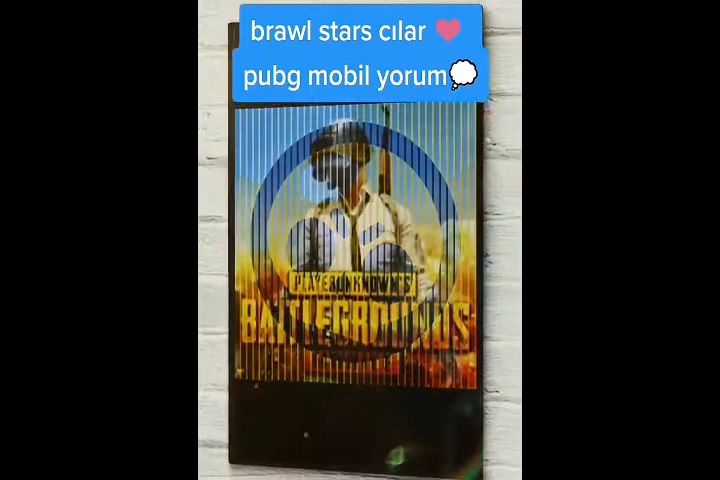 brawl stars cılar ❤️
pubg mobil yorum💭
PLAYERUNKNOWN'S
BATTLEGROUNDS